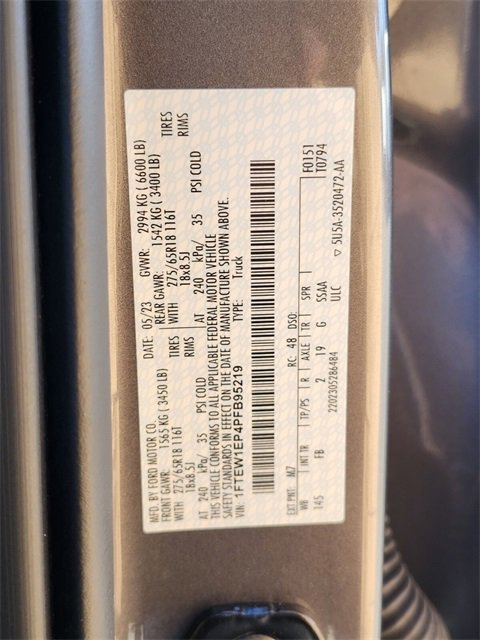 MFD. BY FORD MOTOR CO. DATE: 05/23 GVWR: 2994 KG ( 6600 LB)
FRONT GAWR: 1565 KG ( 3450 LB) REAR GAWR: 1542 KG ( 3400 LB)
WITH 275/65R18 116T TIRES WITH 275/65R18 116T TIRES
18x8.5J RIMS 18x8.5J RIMS
AT 240 kPa/ 35 PSI COLD AT 240 kPa/ 35 PSI COLD
THIS VEHICLE CONFORMS TO ALL APPLICABLE FEDERAL MOTOR VEHICLE
SAFETY STANDARDS IN EFFECT ON THE DATE OF MANUFACTURE SHOWN ABOVE.
VIN: 1FTEW1EP4PFB95219 TYPE: Truck
F0151
EXT PNT: M7 RC: 48 DSO: T0794
WB INT TR TP/PS R AXLE TR SPR
145 FB 2 19 G SSAA ▽ 5U5A-3520472-AA
2202305286484 ULC